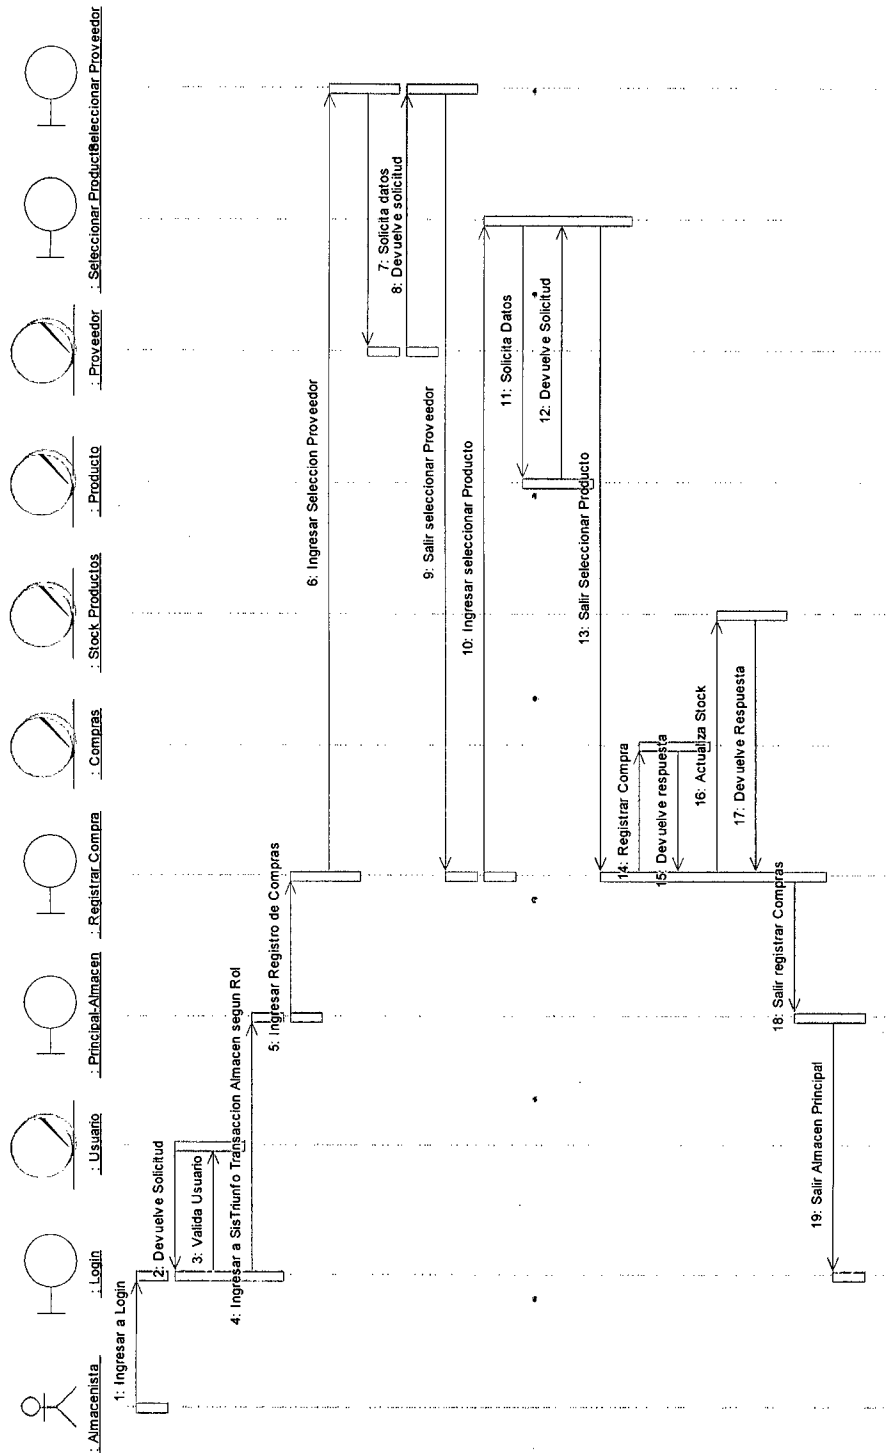 : Almacenista
: Login
: Usuario
: Principal-Almacen
: Registrar Compra
: Compras
: Stock Productos
: Producto
: Proveedor
: Seleccionar Producto
Seleccionar Proveedor
1: Ingresar a Login
2: Devuelve Solicitud
3: Valida Usuario
4: Ingresar a SisTriunfo Transaccion Almacen segun Rol
5: Ingresar Registro de Compras
6: Ingresar Seleccion Proveedor
7: Solicita datos
8: Devuelve solicitud
9: Salir seleccionar Proveedor
10: Ingresar seleccionar Producto
11: Solicita Datos
12: Devuelve Solicitud
13: Salir Seleccionar Producto
14: Registrar Compra
15: Devuelve respuesta
16: Actualiza Stock
17: Devuelve Respuesta
18: Salir registrar Compras
19: Salir Almacen Principal